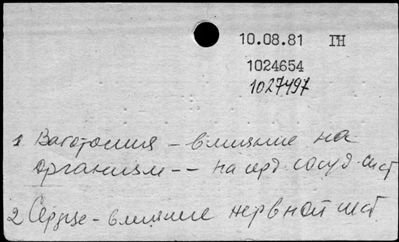 10.08.81 ГН
1024654
1027497
1 Ваготомия – влияние на
организм – – на серд. сосуд. сист
2 Сердце – влияние нервной сист.